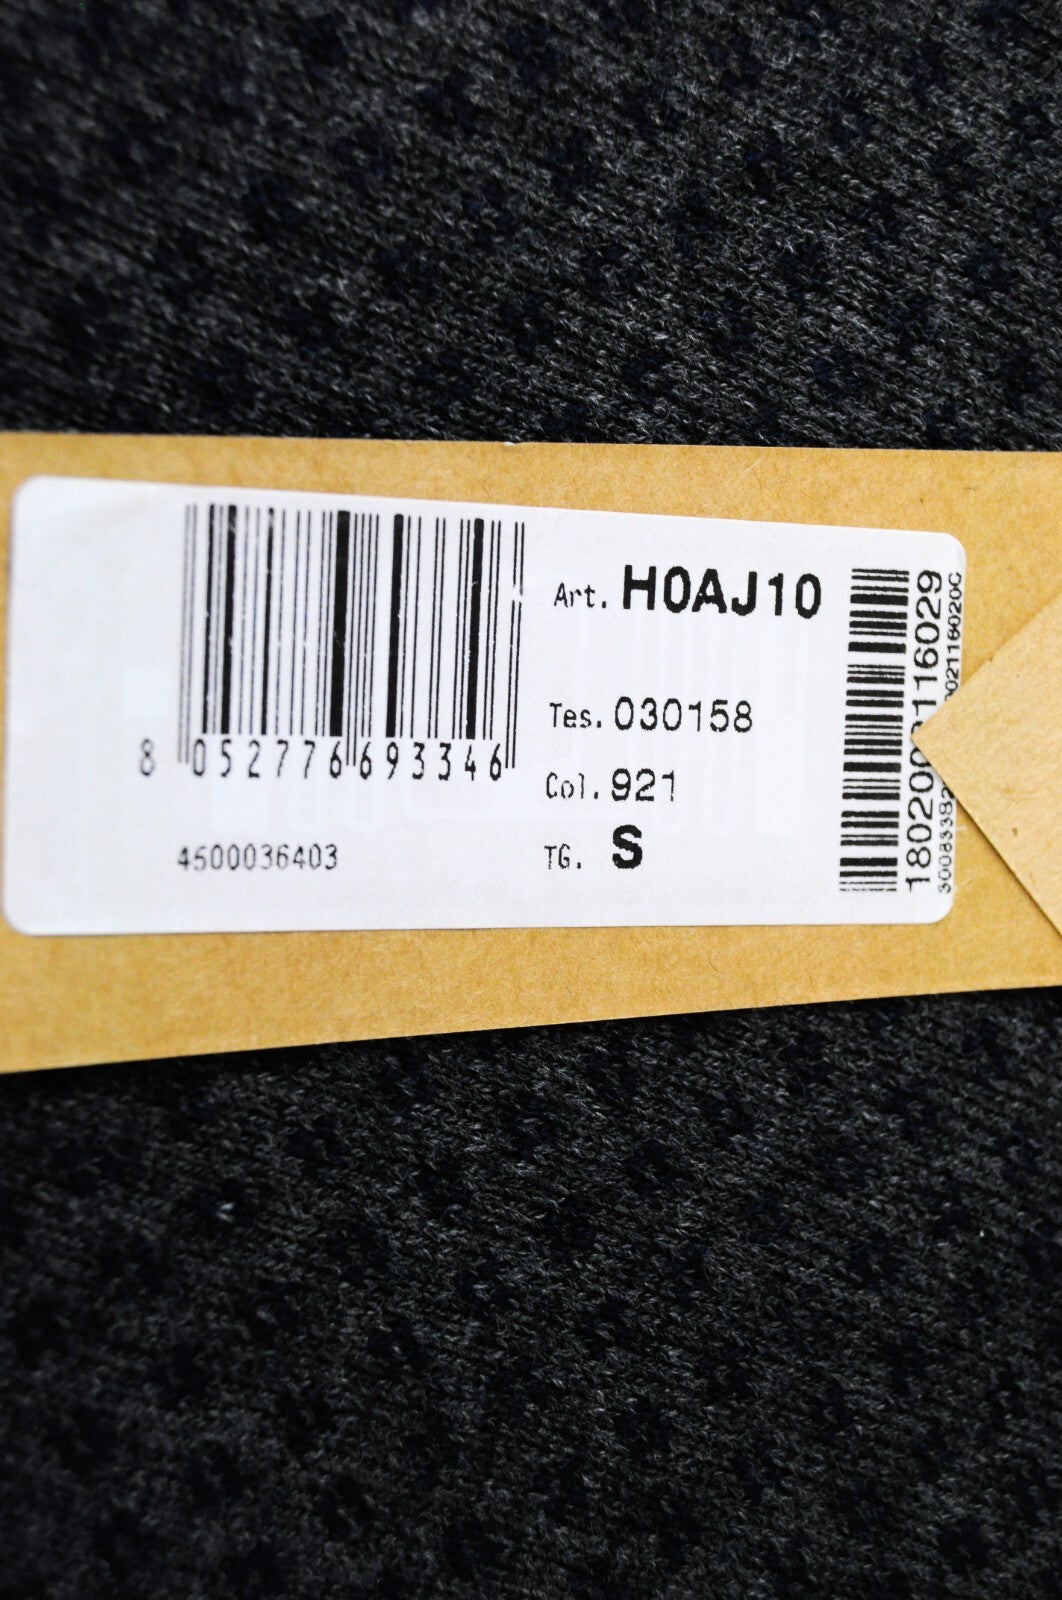 Art. H0AJ10
Tes. 030158
Col. 921
TG. S
8 052776 693346
4500036403